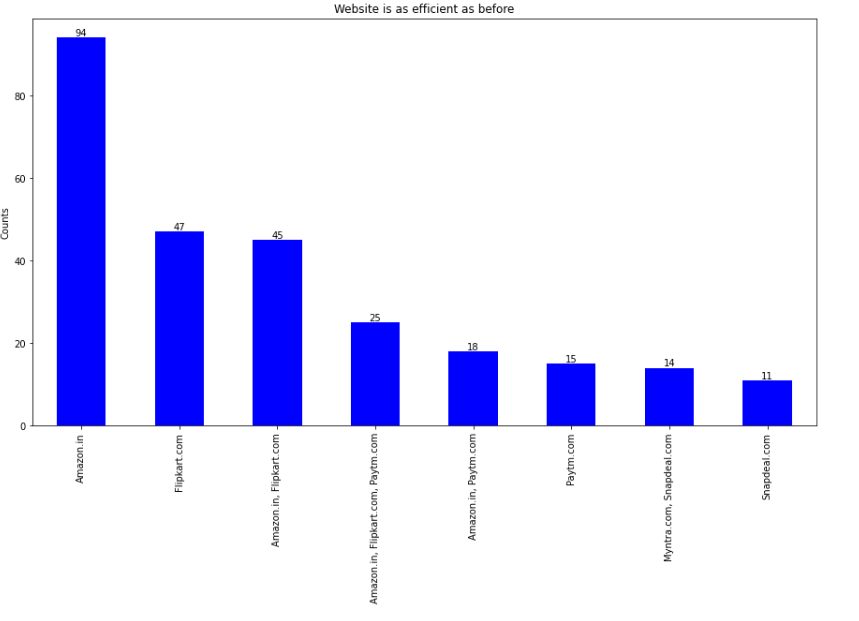 Website is as efficient as before
94
80
47
45
60
Counts
40
25
18
15
14
20
11
0
Amazon.in
Flipkart.com
Amazon.in, Flipkart.com
Amazon.in, Flipkart.com, Paytm.com
Amazon.in, Paytm.com
Paytm.com
Myntra.com, Snapdeal.com
Snapdeal.com